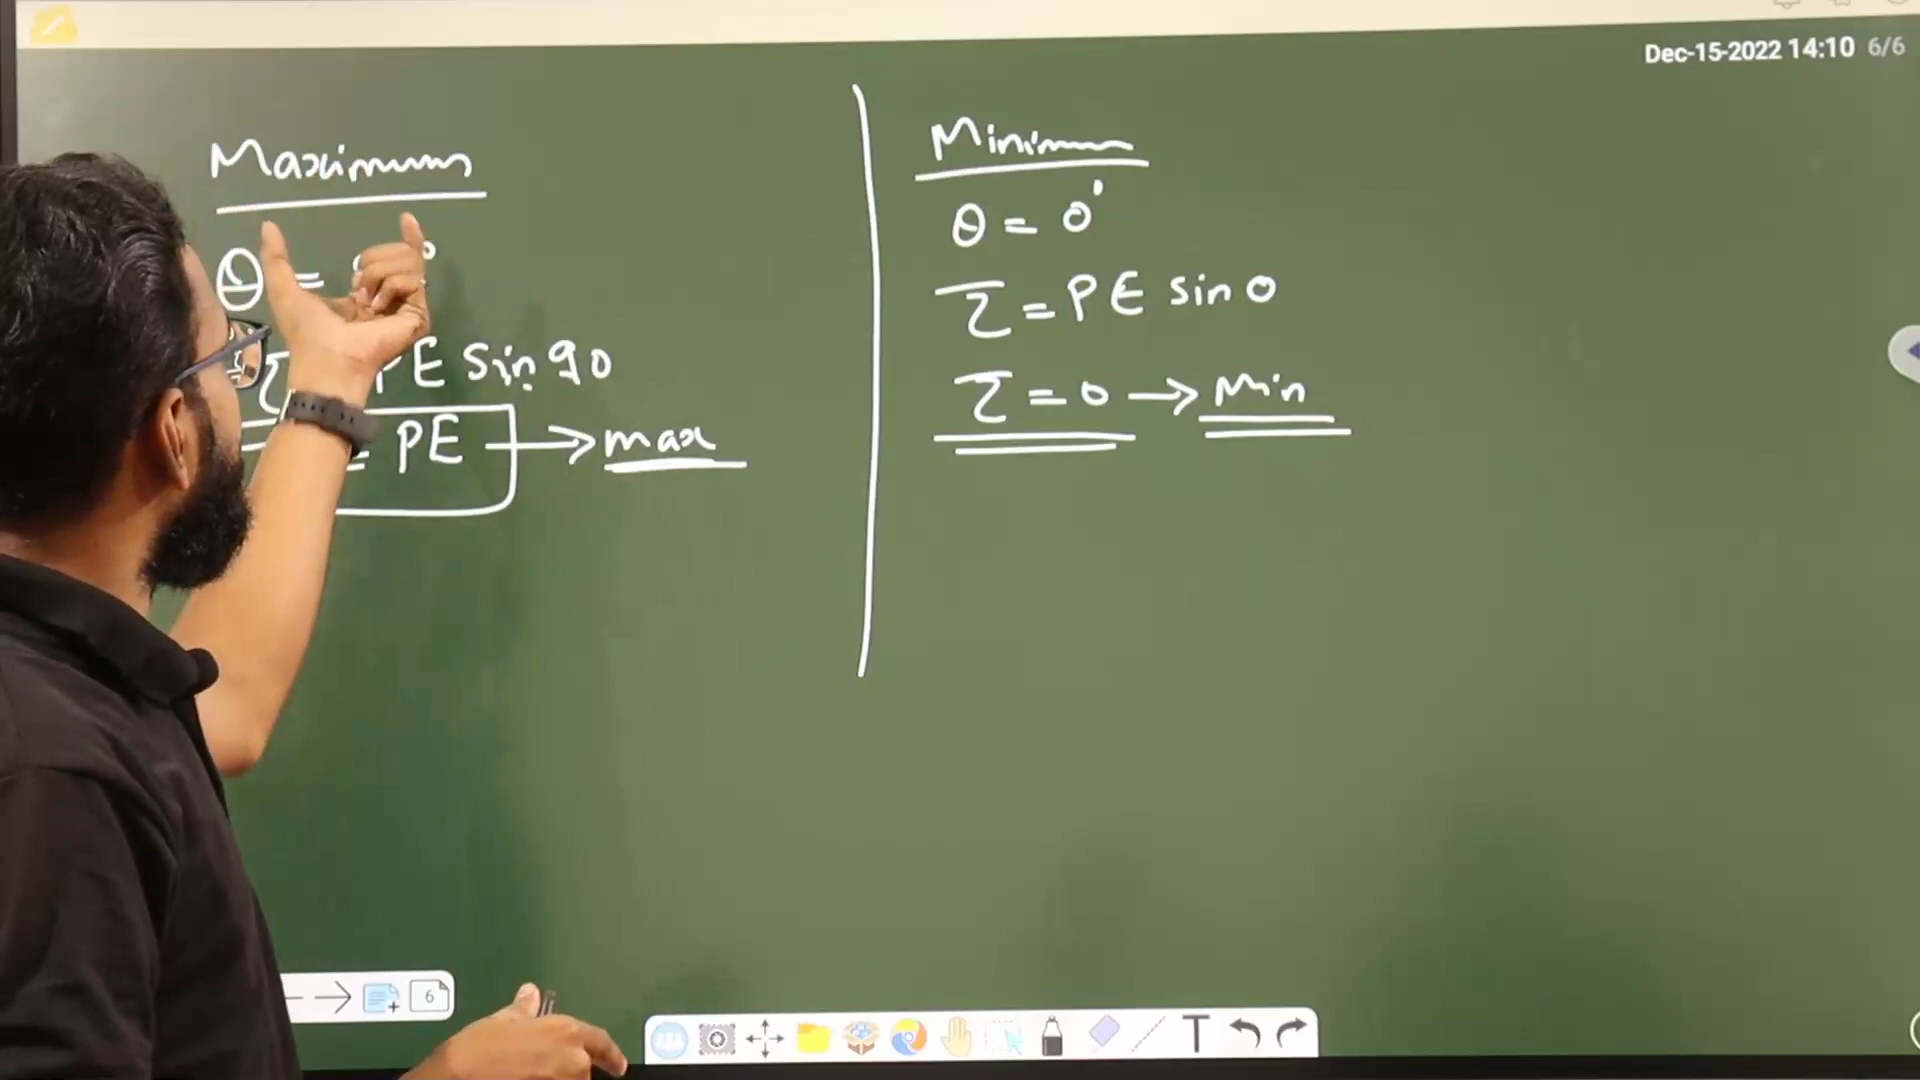 Dec-15-2022 14:10 6/6
Maximum
θ =
PE sin 90
= PE → max
Minimum
θ = 0°
τ = PE sin 0
τ = 0 → Min
6
T